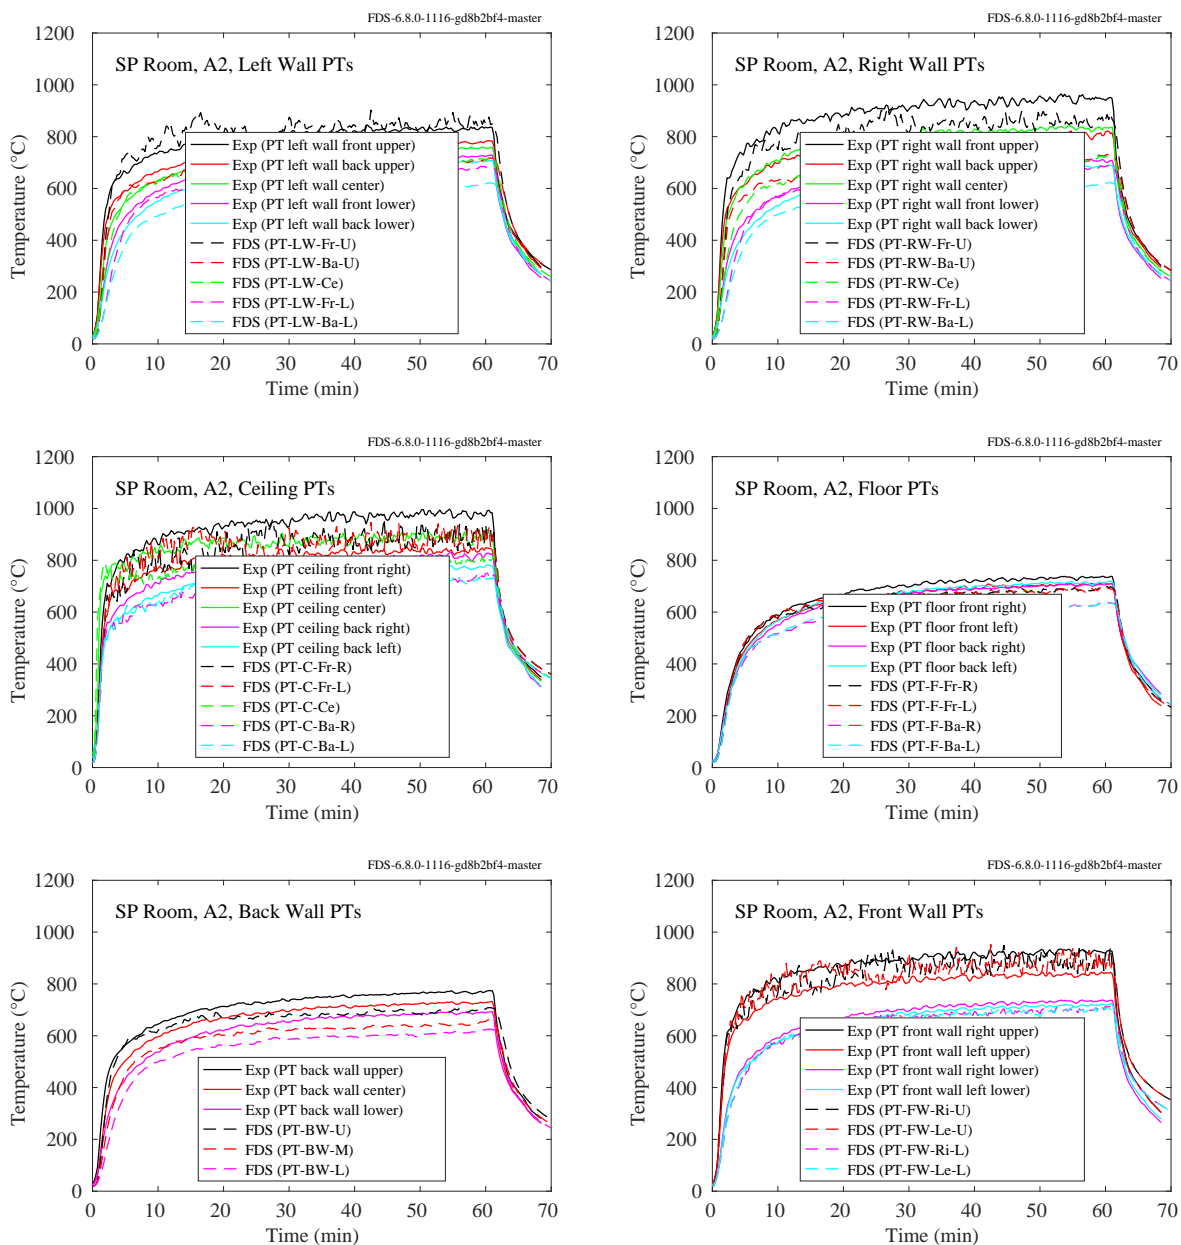 FDS-6.8.0-1116-gd8b2bf4-master
SP Room, A2, Left Wall PTs
Temperature (°C)
1200
1000
800
600
400
200
0
Exp (PT left wall front upper)
Exp (PT left wall back upper)
Exp (PT left wall center)
Exp (PT left wall front lower)
Exp (PT left wall back lower)
FDS (PT-LW-Fr-U)
FDS (PT-LW-Ba-U)
FDS (PT-LW-Ce)
FDS (PT-LW-Fr-L)
FDS (PT-LW-Ba-L)
0 10 20 30 40 50 60 70
Time (min)
FDS-6.8.0-1116-gd8b2bf4-master
SP Room, A2, Right Wall PTs
Temperature (°C)
1200
1000
800
600
400
200
0
Exp (PT right wall front upper)
Exp (PT right wall back upper)
Exp (PT right wall center)
Exp (PT right wall front lower)
Exp (PT right wall back lower)
FDS (PT-RW-Fr-U)
FDS (PT-RW-Ba-U)
FDS (PT-RW-Ce)
FDS (PT-RW-Fr-L)
FDS (PT-RW-Ba-L)
0 10 20 30 40 50 60 70
Time (min)
FDS-6.8.0-1116-gd8b2bf4-master
SP Room, A2, Ceiling PTs
Temperature (°C)
1200
1000
800
600
400
200
0
Exp (PT ceiling front right)
Exp (PT ceiling front left)
Exp (PT ceiling center)
Exp (PT ceiling back right)
Exp (PT ceiling back left)
FDS (PT-C-Fr-R)
FDS (PT-C-Fr-L)
FDS (PT-C-Ce)
FDS (PT-C-Ba-R)
FDS (PT-C-Ba-L)
0 10 20 30 40 50 60 70
Time (min)
FDS-6.8.0-1116-gd8b2bf4-master
SP Room, A2, Floor PTs
Temperature (°C)
1200
1000
800
600
400
200
0
Exp (PT floor front right)
Exp (PT floor front left)
Exp (PT floor back right)
Exp (PT floor back left)
FDS (PT-F-Fr-R)
FDS (PT-F-Fr-L)
FDS (PT-F-Ba-R)
FDS (PT-F-Ba-L)
0 10 20 30 40 50 60 70
Time (min)
FDS-6.8.0-1116-gd8b2bf4-master
SP Room, A2, Back Wall PTs
Temperature (°C)
1200
1000
800
600
400
200
0
Exp (PT back wall upper)
Exp (PT back wall center)
Exp (PT back wall lower)
FDS (PT-BW-U)
FDS (PT-BW-M)
FDS (PT-BW-L)
0 10 20 30 40 50 60 70
Time (min)
FDS-6.8.0-1116-gd8b2bf4-master
SP Room, A2, Front Wall PTs
Temperature (°C)
1200
1000
800
600
400
200
0
Exp (PT front wall right upper)
Exp (PT front wall left upper)
Exp (PT front wall right lower)
Exp (PT front wall left lower)
FDS (PT-FW-Ri-U)
FDS (PT-FW-Le-U)
FDS (PT-FW-Ri-L)
FDS (PT-FW-Le-L)
0 10 20 30 40 50 60 70
Time (min)